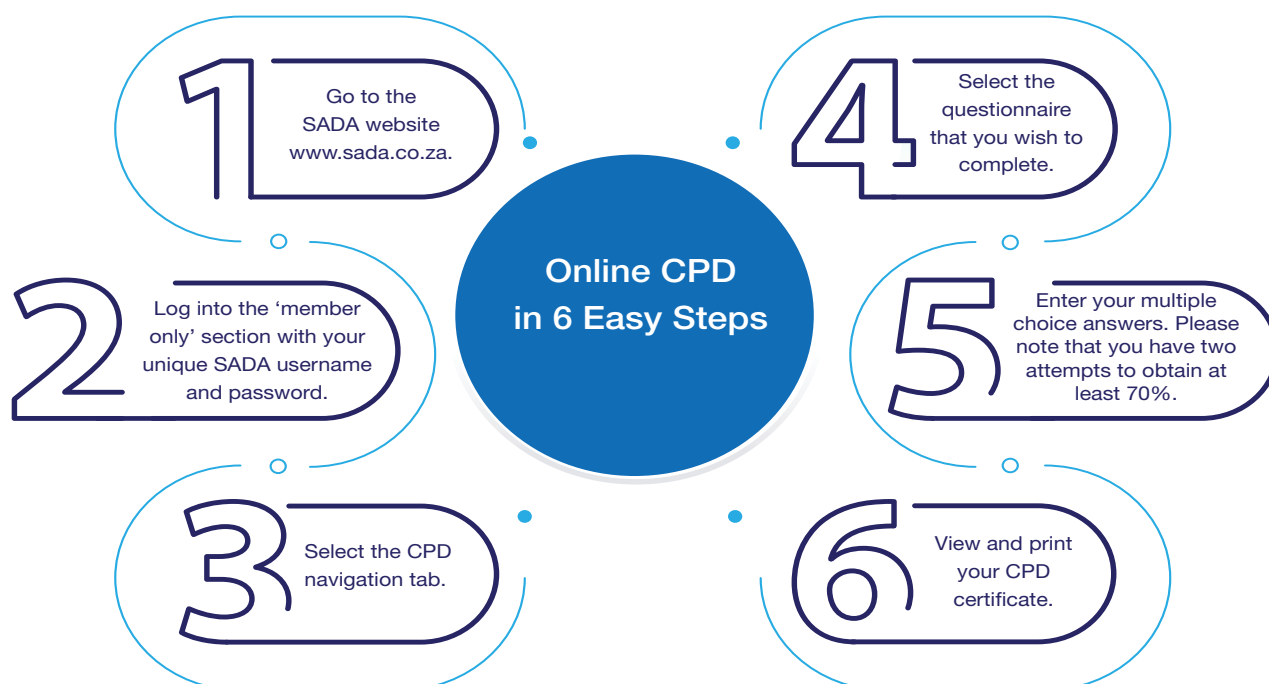 Online CPD
in 6 Easy Steps
1
Go to the
SADA website
www.sada.co.za.
2
Log into the ‘member
only’ section with your
unique SADA username
and password.
3
Select the CPD
navigation tab.
4
Select the
questionnaire
that you wish to
complete.
5
Enter your multiple
choice answers. Please
note that you have two
attempts to obtain at
least 70%.
6
View and print
your CPD
certificate.